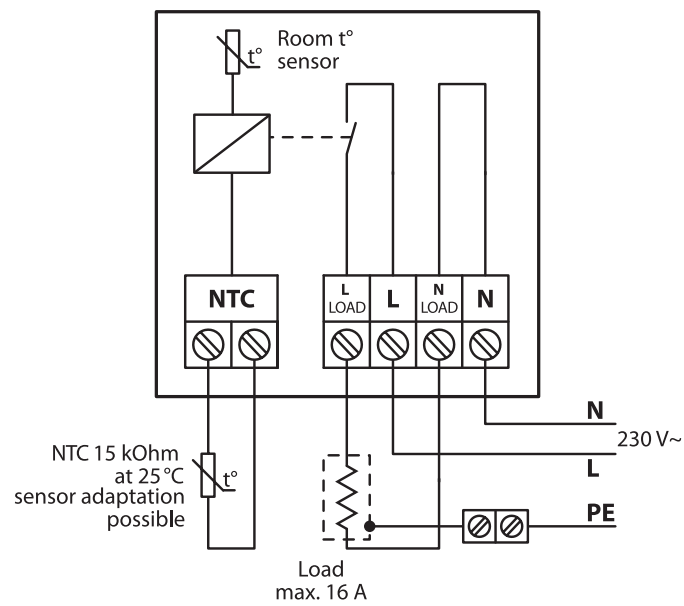 Room t°
sensor
t°
NTC
L
LOAD
L
N
LOAD
N
N
230 V~
L
PE
NTC 15 kOhm
at 25 °C
sensor adaptation
possible
t°
Load
max. 16 A